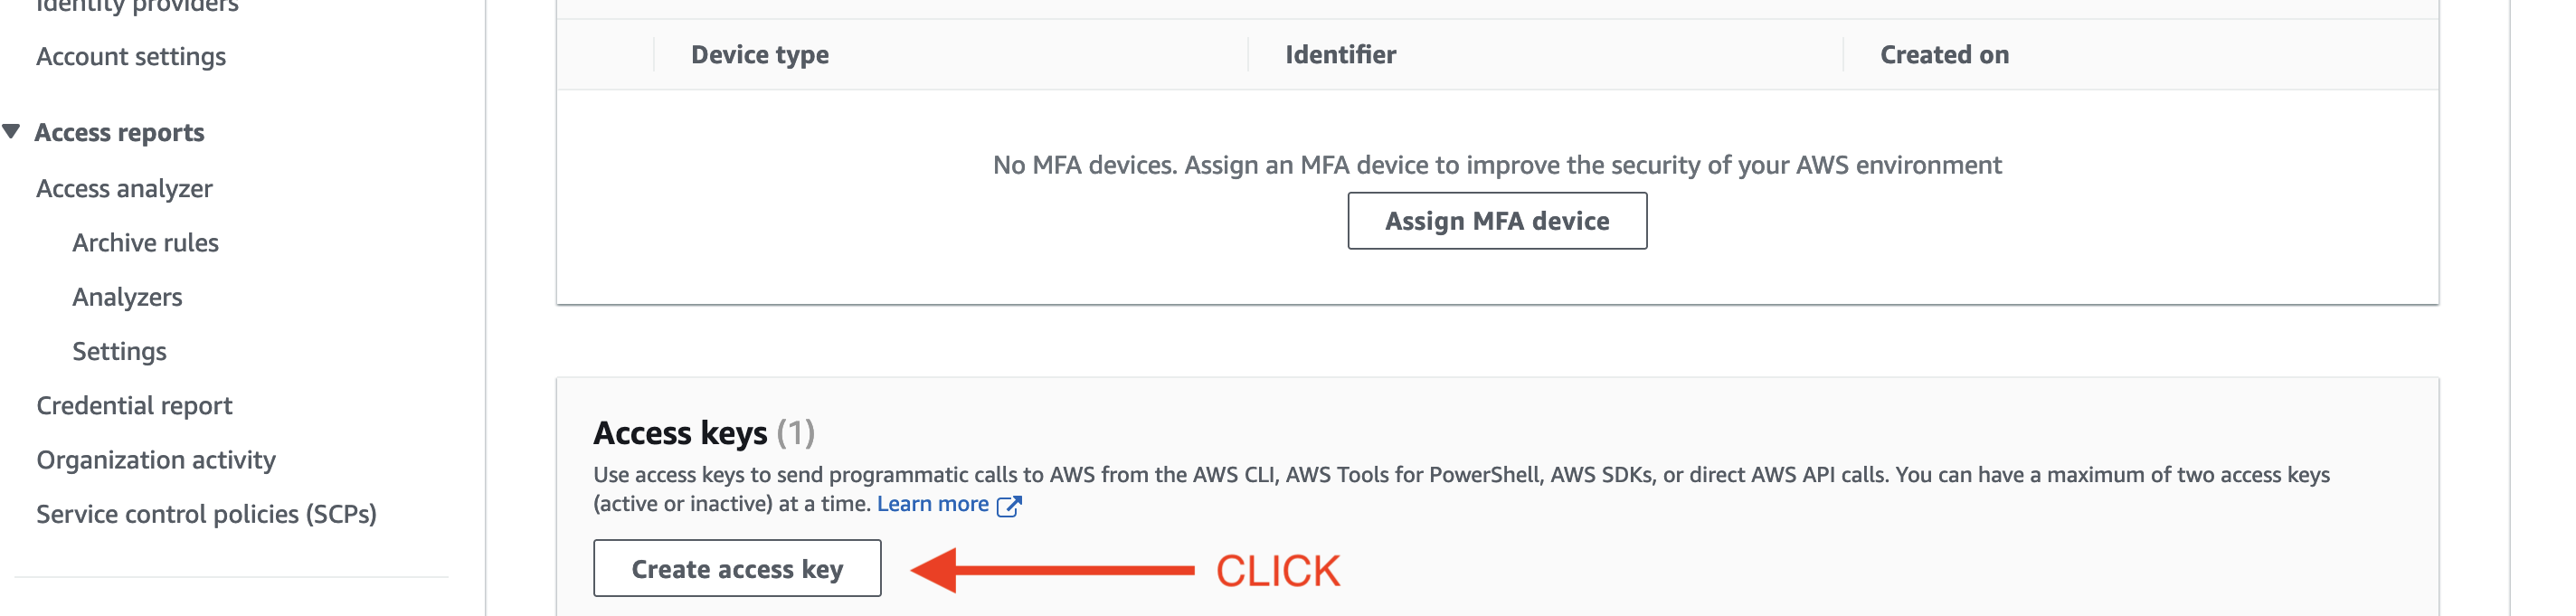 Identity providers
Account settings
Access reports
Access analyzer
Archive rules
Analyzers
Settings
Credential report
Organization activity
Service control policies (SCPs)
Device type
Identifier
Created on
No MFA devices. Assign an MFA device to improve the security of your AWS environment
Assign MFA device
Access keys (1)
Use access keys to send programmatic calls to AWS from the AWS CLI, AWS Tools for PowerShell, AWS SDKs, or direct AWS API calls. You can have a maximum of two access keys
(active or inactive) at a time. Learn more
Create access key
CLICK